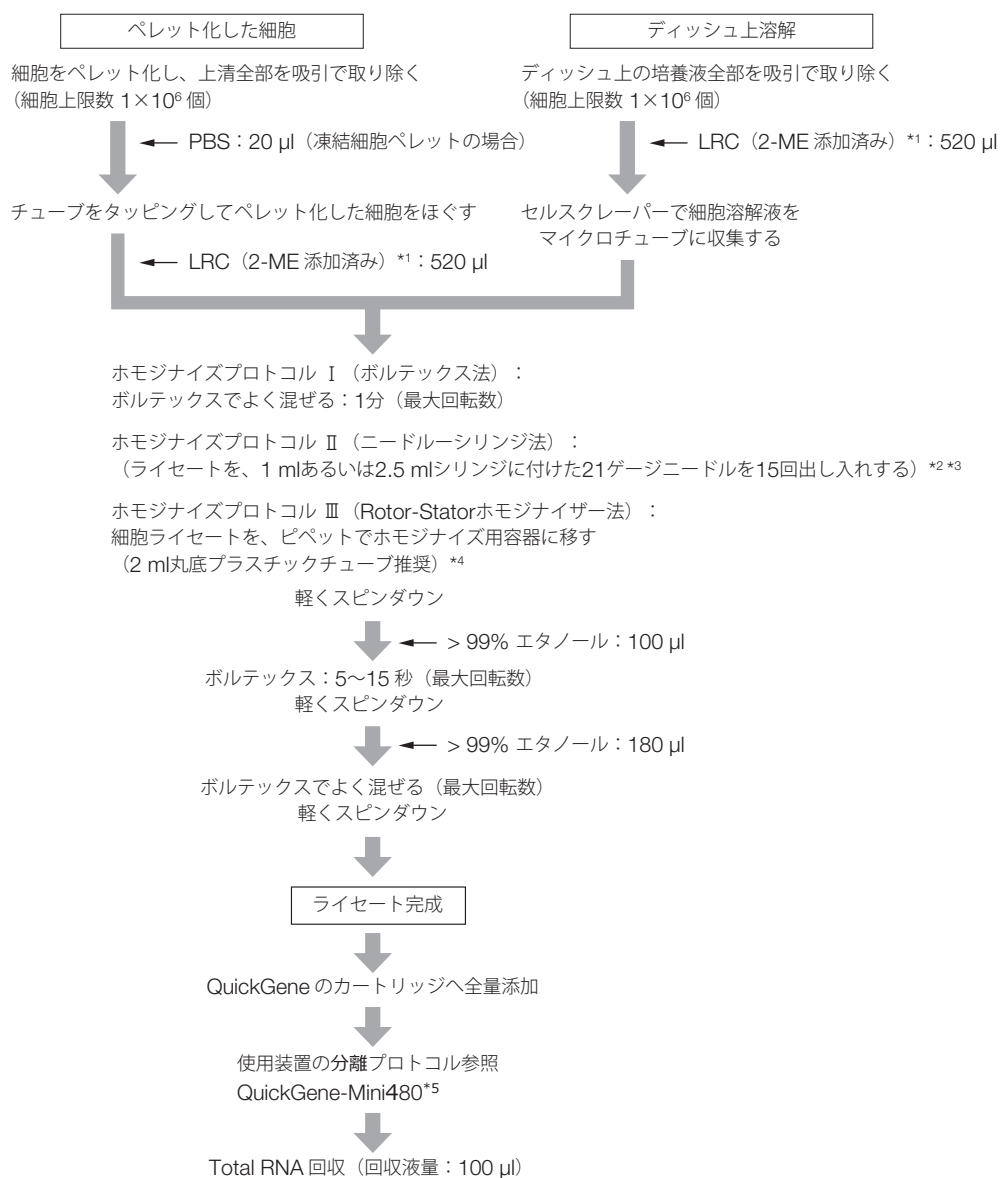 ペレット化した細胞
細胞をペレット化し、上清全部を吸引で取り除く
（細胞上限数 1×10⁶ 個）
PBS：20 µl（凍結細胞ペレットの場合）
チューブをタッピングしてペレット化した細胞をほぐす
LRC（2-ME 添加済み）*¹：520 µl
ディッシュ上溶解
ディッシュ上の培養液全部を吸引で取り除く
（細胞上限数 1×10⁶ 個）
LRC（2-ME 添加済み）*¹：520 µl
セルスクレーパーで細胞溶解液を
マイクロチューブに収集する
ホモジナイズプロトコル Ⅰ（ボルテックス法）：
ボルテックスでよく混ぜる：1分（最大回転数）
ホモジナイズプロトコル Ⅱ（ニードルーシリンジ法）：
（ライセートを、1 mlあるいは2.5 mlシリンジに付けた21ゲージニードルを15回出し入れする）*² *³
ホモジナイズプロトコル Ⅲ（Rotor-Statorホモジナイザー法）：
細胞ライセートを、ピペットでホモジナイズ用容器に移す
（2 ml丸底プラスチックチューブ推奨）*⁴
軽くスピンダウン
> 99% エタノール：100 µl
ボルテックス：5〜15 秒（最大回転数）
軽くスピンダウン
> 99% エタノール：180 µl
ボルテックスでよく混ぜる（最大回転数）
軽くスピンダウン
ライセート完成
QuickGene のカートリッジへ全量添加
使用装置の分離プロトコル参照
QuickGene-Mini480*⁵
Total RNA 回収（回収液量：100 µl）